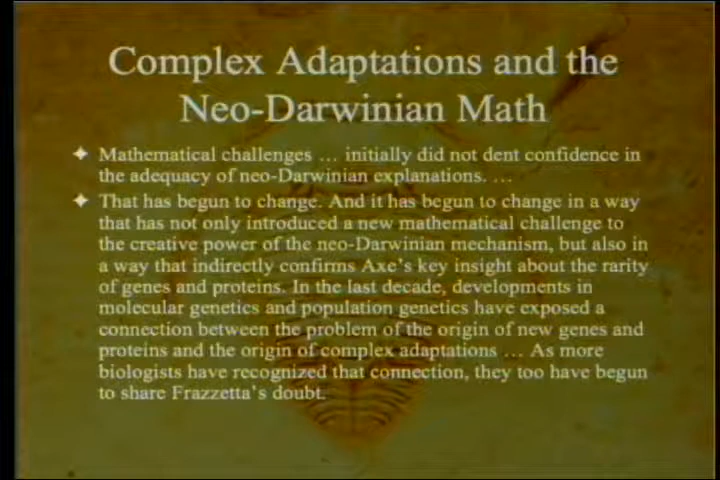 Complex Adaptations and the
Neo-Darwinian Math
✦ Mathematical challenges … initially did not dent confidence in
the adequacy of neo-Darwinian explanations. …
✦ That has begun to change. And it has begun to change in a way
that has not only introduced a new mathematical challenge to
the creative power of the neo-Darwinian mechanism, but also in
a way that indirectly confirms Axe's key insight about the rarity
of genes and proteins. In the last decade, developments in
molecular genetics and population genetics have exposed a
connection between the problem of the origin of new genes and
proteins and the origin of complex adaptations … As more
biologists have recognized that connection, they too have begun
to share Frazzetta's doubt.